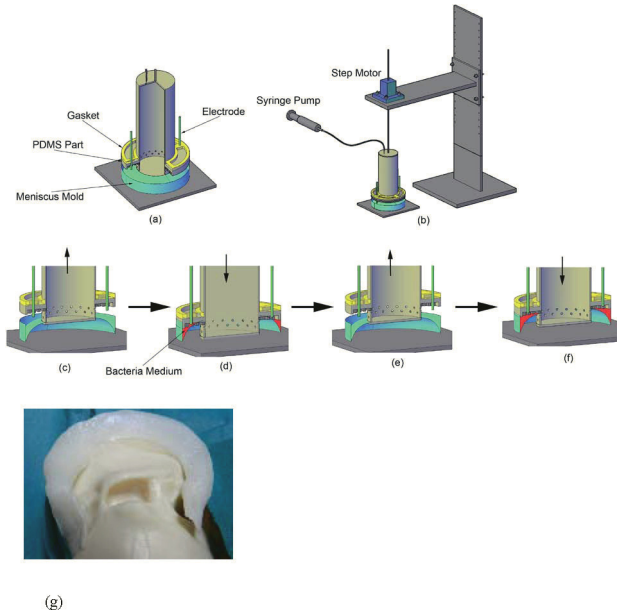 Gasket
Electrode
PDMS Part
Meniscus Mold
(a)
Step Motor
Syringe Pump
(b)
(c)
(d)
(e)
(f)
Bacteria Medium
(g)